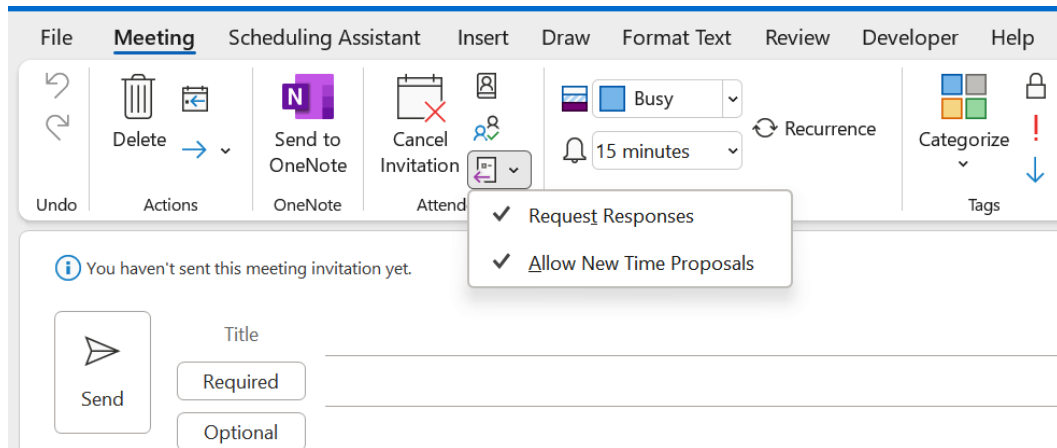 File Meeting Scheduling Assistant Insert Draw Format Text Review Developer Help
N
Delete
Send to
OneNote
Cancel
Invitation
Busy
15 minutes
Recurrence
Categorize
Undo Actions OneNote Attend Tags
Request Responses
Allow New Time Proposals
You haven't sent this meeting invitation yet.
Send
Title
Required
Optional